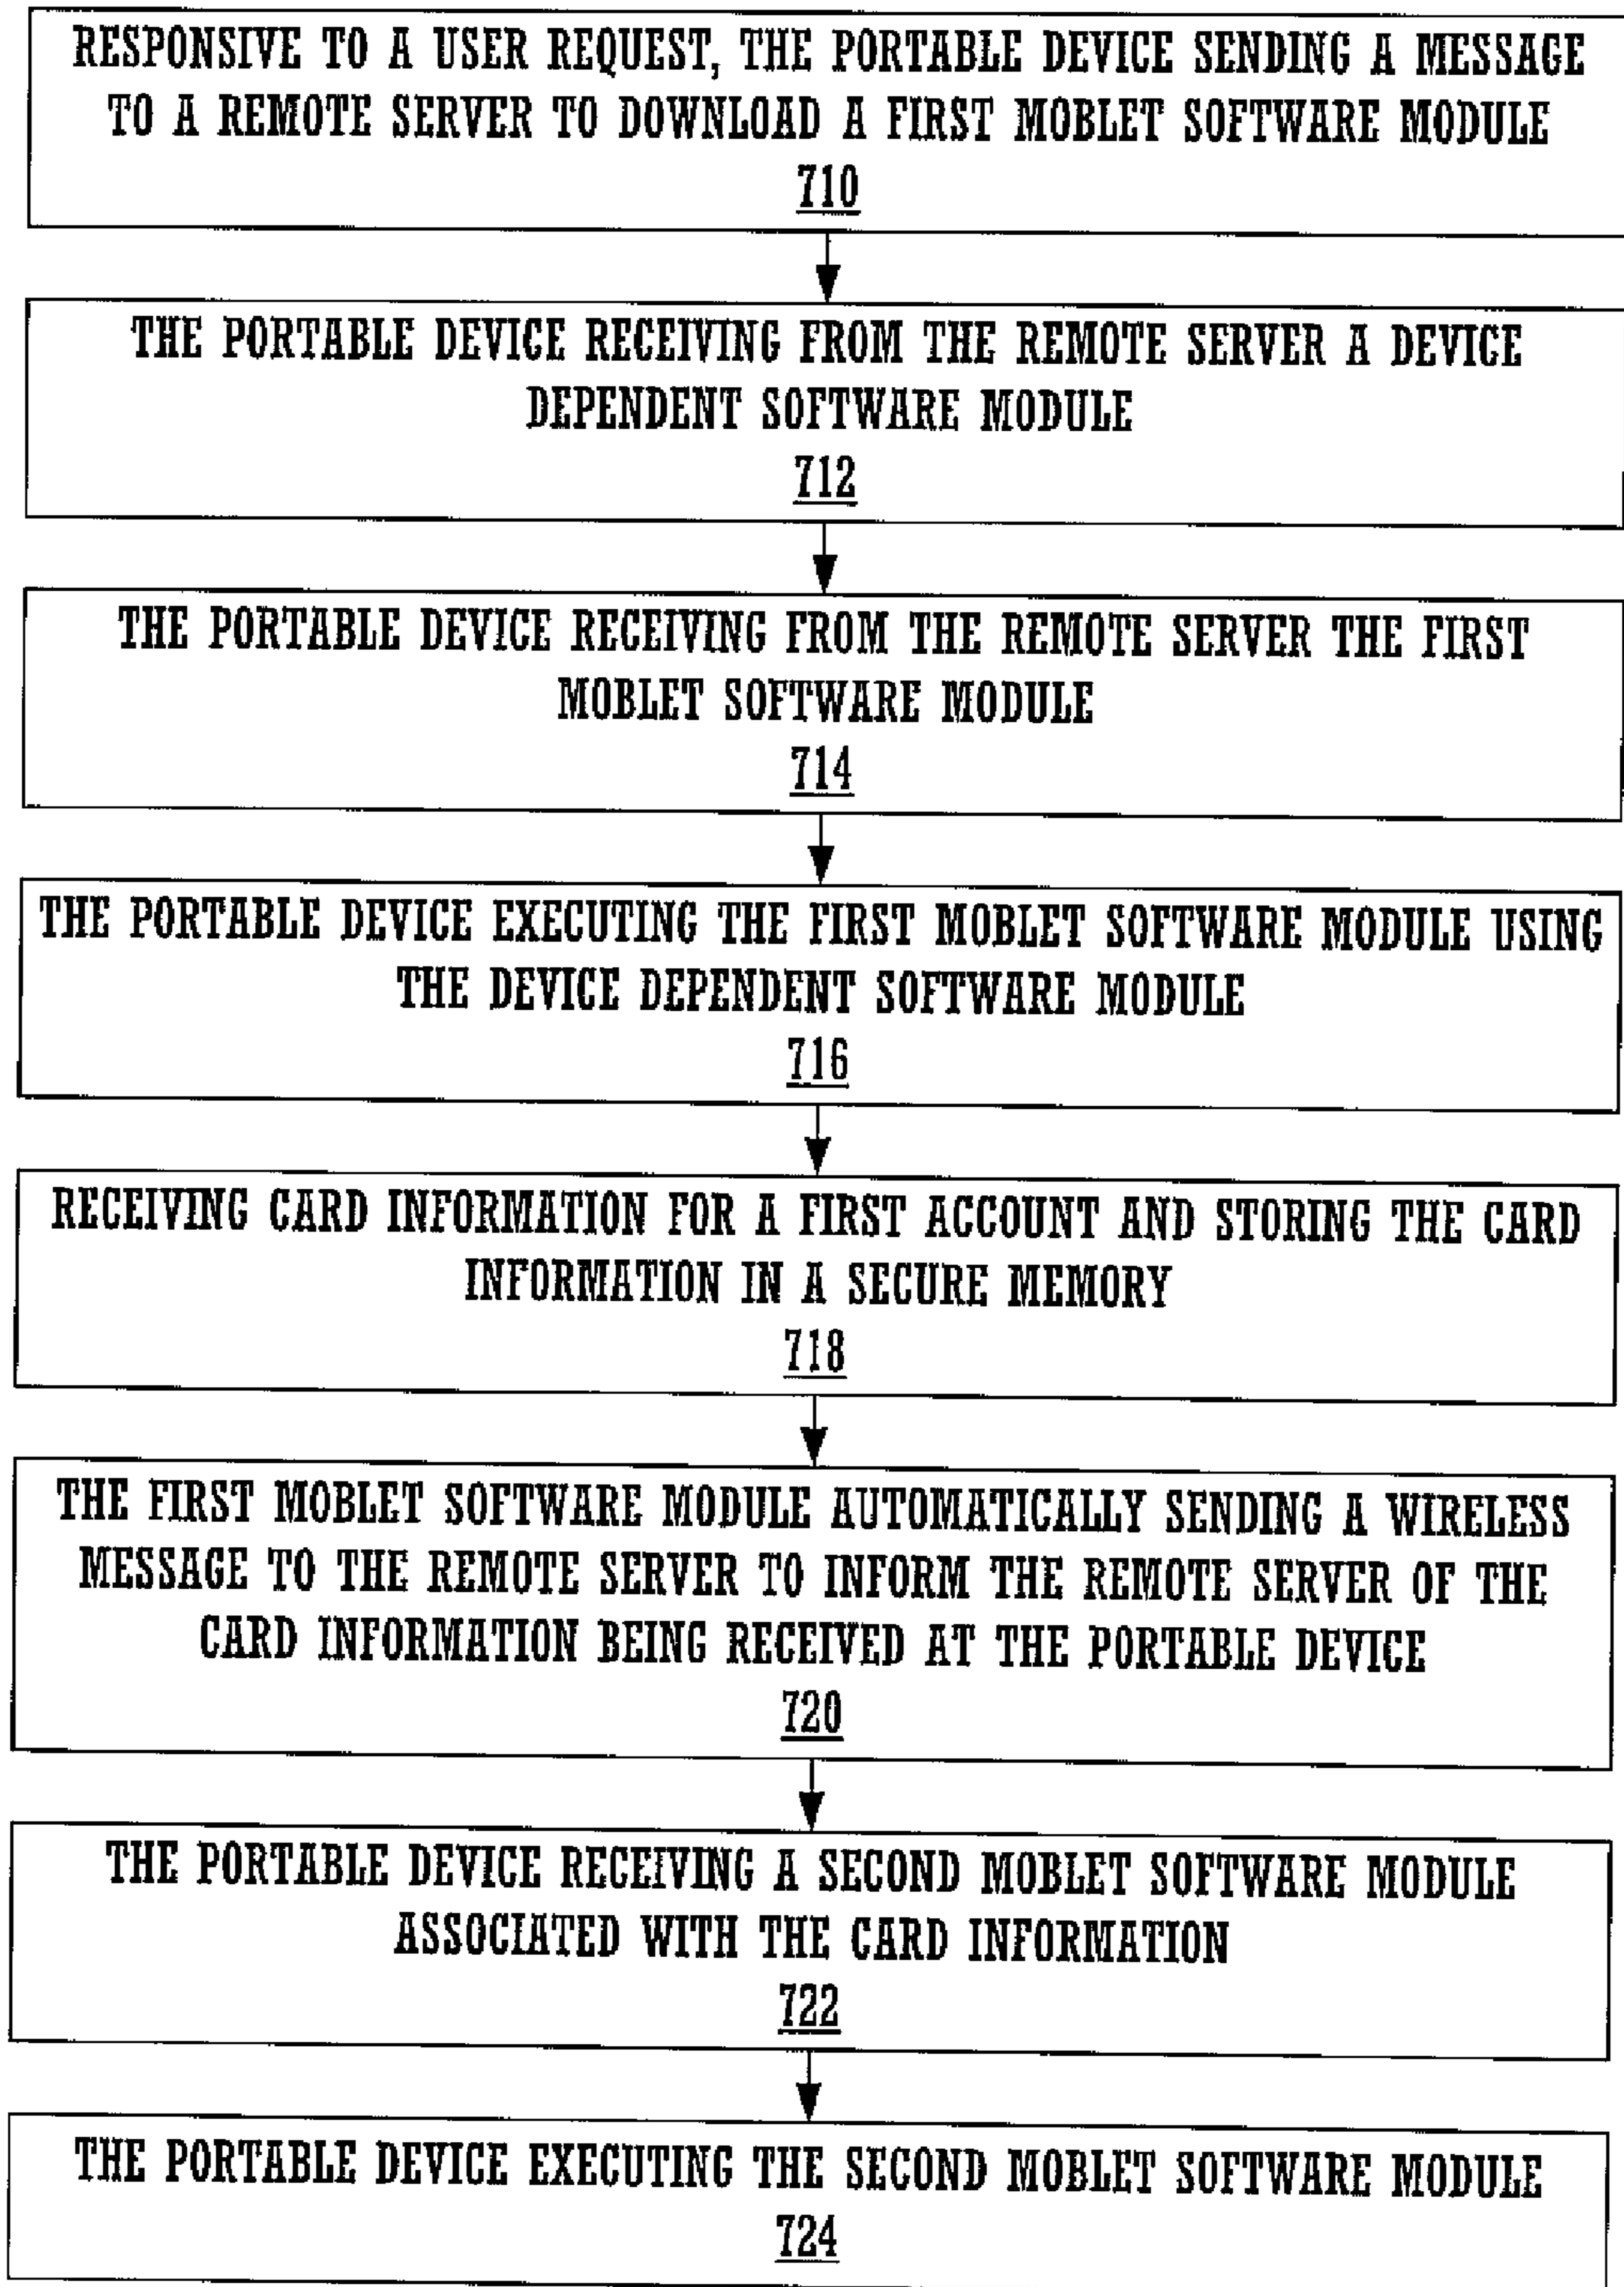 RESPONSIVE TO A USER REQUEST, THE PORTABLE DEVICE SENDING A MESSAGE
TO A REMOTE SERVER TO DOWNLOAD A FIRST MOBLET SOFTWARE MODULE
710
THE PORTABLE DEVICE RECEIVING FROM THE REMOTE SERVER A DEVICE
DEPENDENT SOFTWARE MODULE
712
THE PORTABLE DEVICE RECEIVING FROM THE REMOTE SERVER THE FIRST
MOBLET SOFTWARE MODULE
714
THE PORTABLE DEVICE EXECUTING THE FIRST MOBLET SOFTWARE MODULE USING
THE DEVICE DEPENDENT SOFTWARE MODULE
716
RECEIVING CARD INFORMATION FOR A FIRST ACCOUNT AND STORING THE CARD
INFORMATION IN A SECURE MEMORY
718
THE FIRST MOBLET SOFTWARE MODULE AUTOMATICALLY SENDING A WIRELESS
MESSAGE TO THE REMOTE SERVER TO INFORM THE REMOTE SERVER OF THE
CARD INFORMATION BEING RECEIVED AT THE PORTABLE DEVICE
720
THE PORTABLE DEVICE RECEIVING A SECOND MOBLET SOFTWARE MODULE
ASSOCIATED WITH THE CARD INFORMATION
722
THE PORTABLE DEVICE EXECUTING THE SECOND MOBLET SOFTWARE MODULE
724